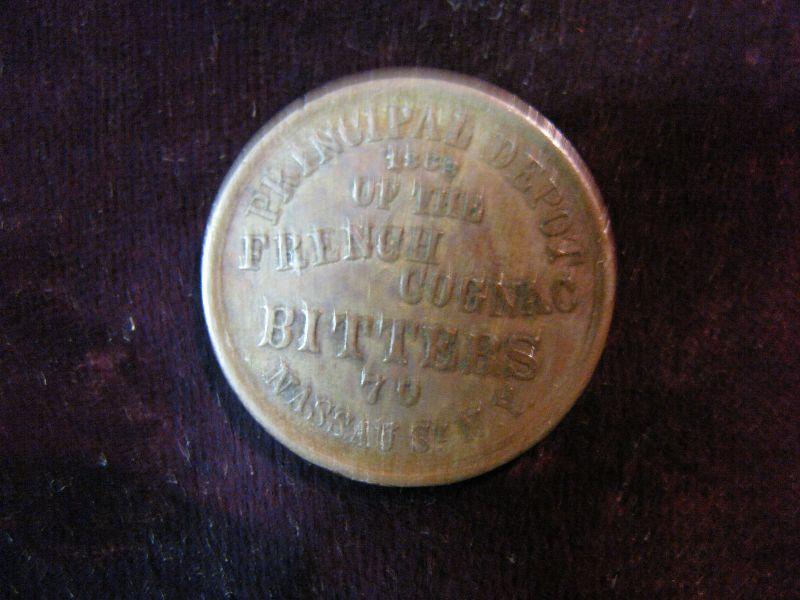 PRINCIPAL DEPOT
1863
OF THE
FRENCH
COGNAC
BITTERS
70
NASSAU ST N.Y.